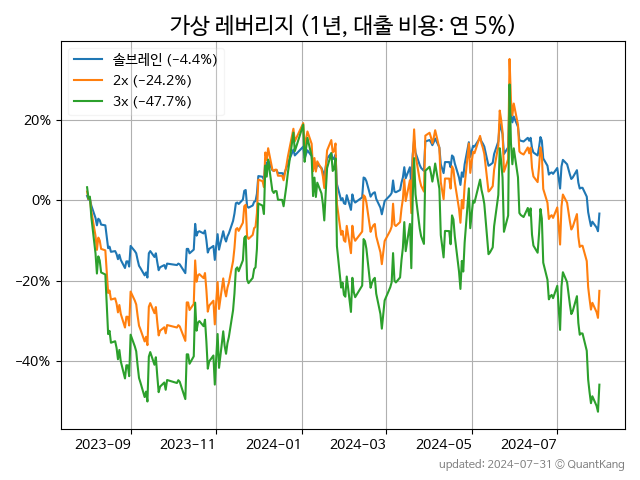 가상 레버리지 (1년, 대출 비용: 연 5%)
솔브레인 (−4.4%)
2x (−24.2%)
3x (−47.7%)
20%
0%
−20%
−40%
2023-09 2023-11 2024-01 2024-03 2024-05 2024-07
updated: 2024-07-31 © QuantKang